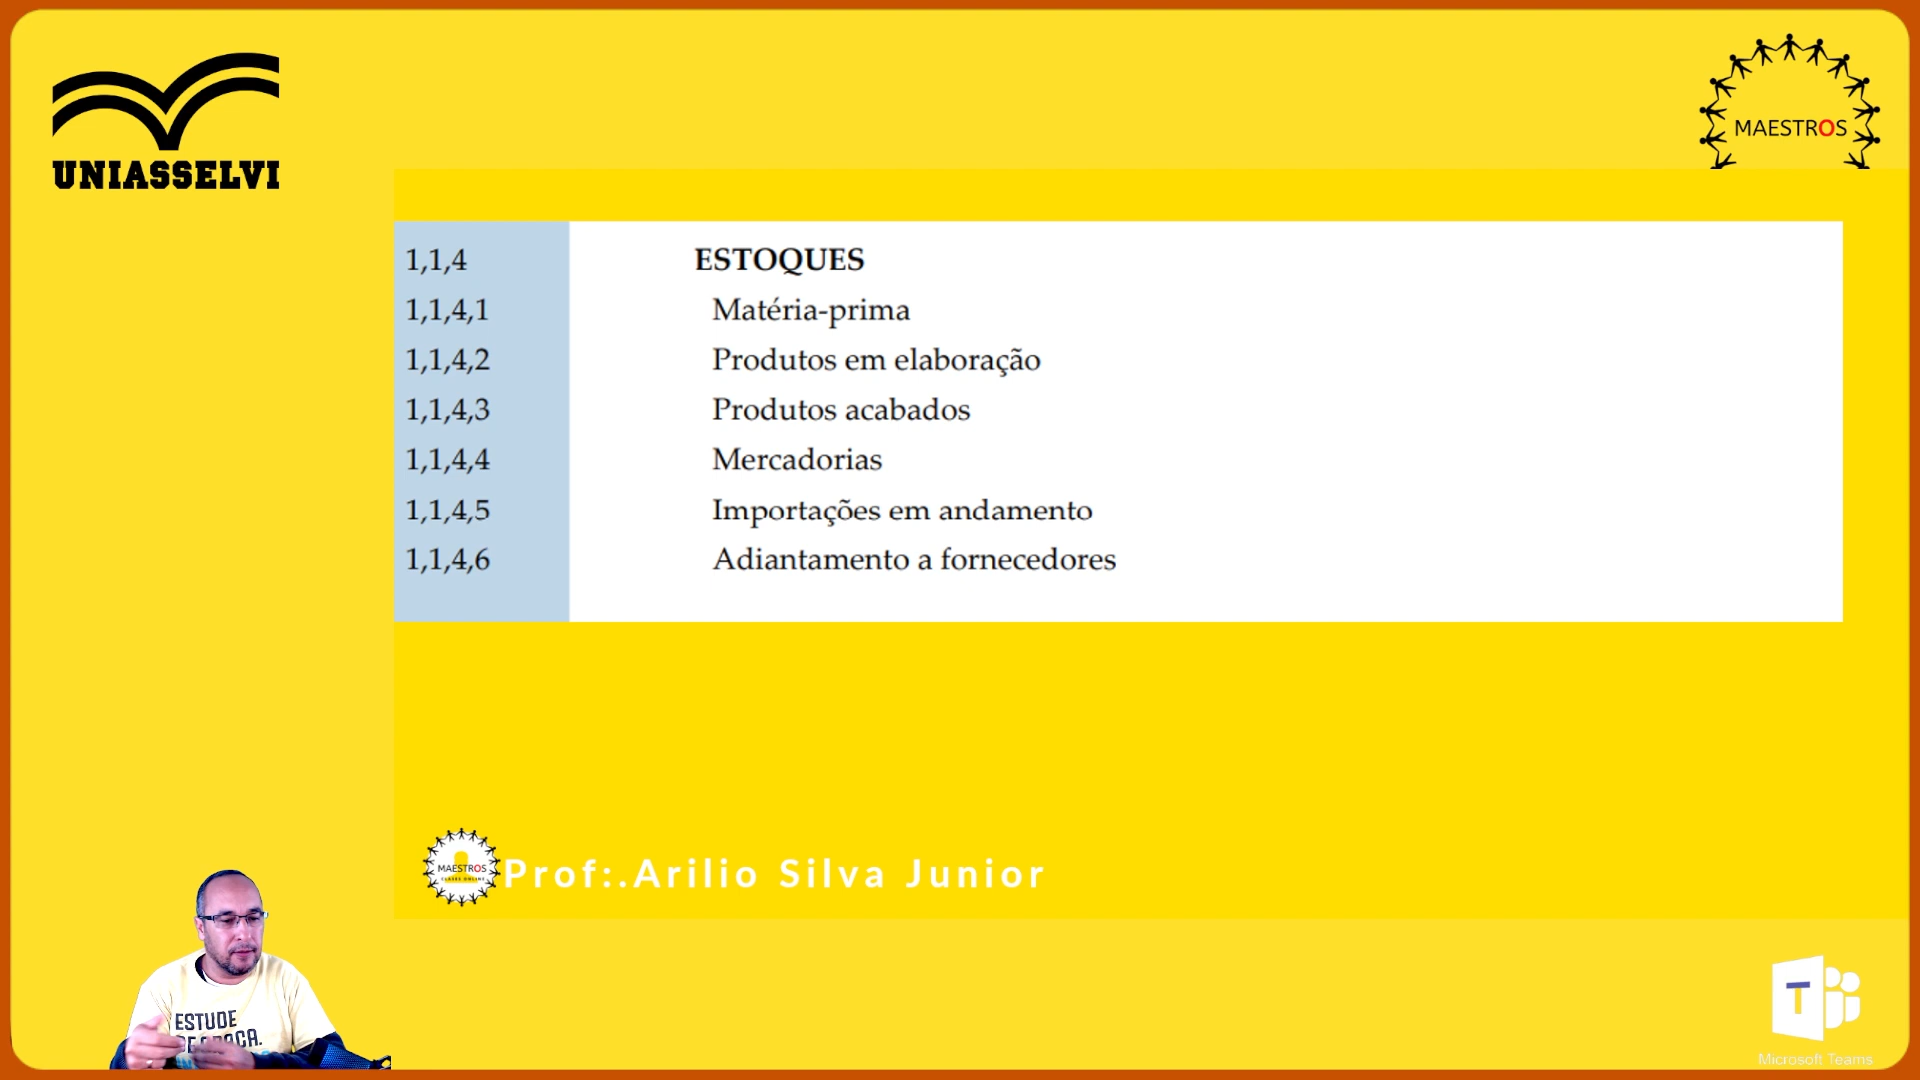 UNIASSELVI
MAESTROS
1,1,4 ESTOQUES
1,1,4,1 Matéria-prima
1,1,4,2 Produtos em elaboração
1,1,4,3 Produtos acabados
1,1,4,4 Mercadorias
1,1,4,5 Importações em andamento
1,1,4,6 Adiantamento a fornecedores
MAESTROS
Prof:.Arilio Silva Junior
ESTUDE
T
Microsoft Teams